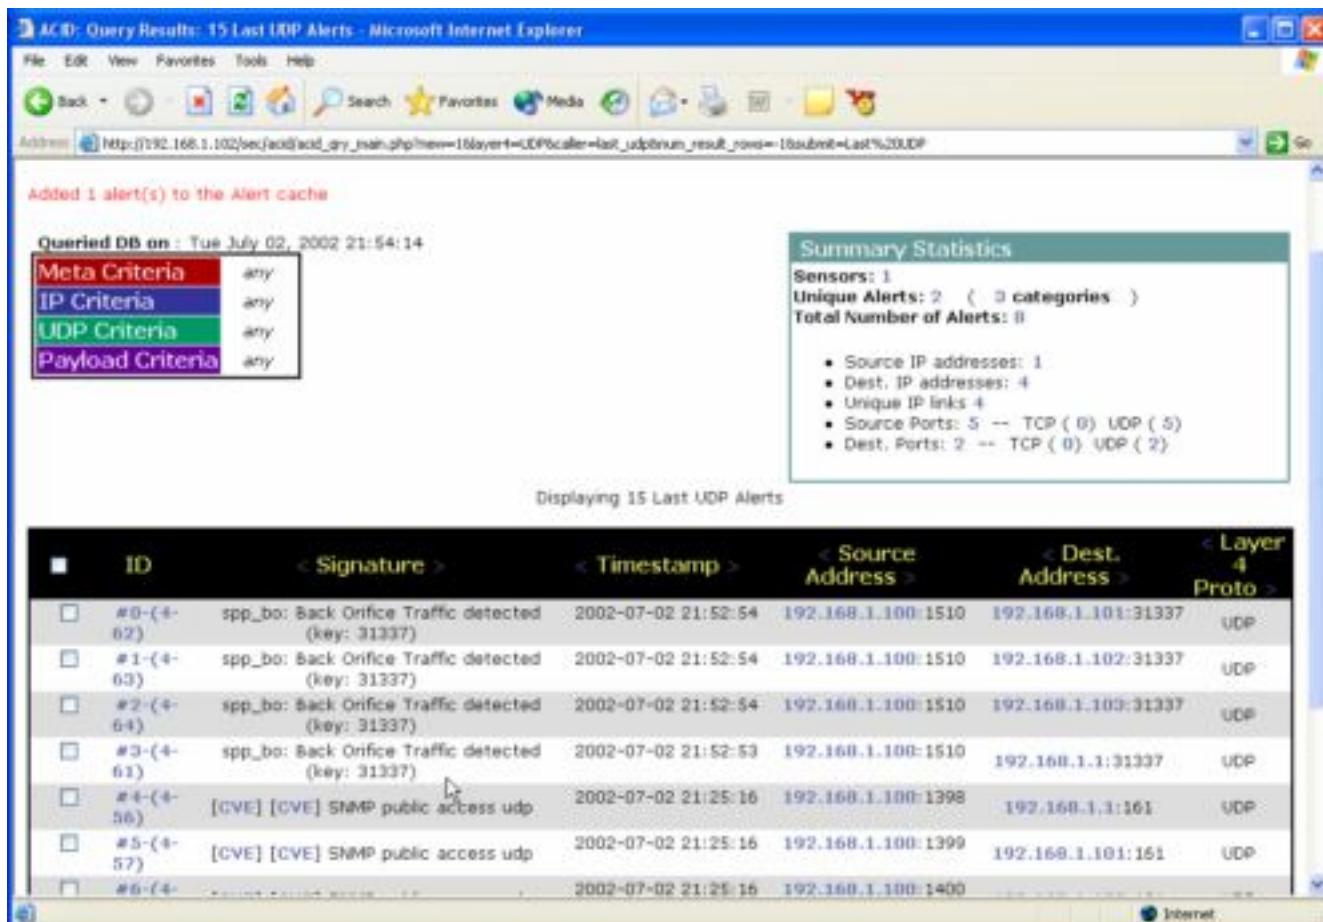 ACID: Query Results: 15 Last UDP Alerts - Microsoft Internet Explorer
File Edit View Favorites Tools Help
Back Search Favorites Media
Address http://192.168.1.102/sec/acid/acid_qry_main.php?new=1&layer4=UDP&caller=last_udp&num_result_rows=-1&submit=Last%20UDP Go
Added 1 alert(s) to the Alert cache
Queried DB on : Tue July 02, 2002 21:54:14
Meta Criteria any
IP Criteria any
UDP Criteria any
Payload Criteria any
Summary Statistics
Sensors: 1
Unique Alerts: 2 ( 3 categories )
Total Number of Alerts: 8
• Source IP addresses: 1
• Dest. IP addresses: 4
• Unique IP links 4
• Source Ports: 5 -- TCP ( 0) UDP ( 5)
• Dest. Ports: 2 -- TCP ( 0) UDP ( 2)
Displaying 15 Last UDP Alerts
ID < Signature > < Timestamp > < Source Address > < Dest. Address > < Layer 4 Proto >
#0-(4-62) spp_bo: Back Orifice Traffic detected (key: 31337) 2002-07-02 21:52:54 192.168.1.100:1510 192.168.1.101:31337 UDP
#1-(4-63) spp_bo: Back Orifice Traffic detected (key: 31337) 2002-07-02 21:52:54 192.168.1.100:1510 192.168.1.102:31337 UDP
#2-(4-64) spp_bo: Back Orifice Traffic detected (key: 31337) 2002-07-02 21:52:54 192.168.1.100:1510 192.168.1.103:31337 UDP
#3-(4-61) spp_bo: Back Orifice Traffic detected (key: 31337) 2002-07-02 21:52:53 192.168.1.100:1510 192.168.1.1:31337 UDP
#4-(4-56) [CVE] [CVE] SNMP public access udp 2002-07-02 21:25:16 192.168.1.100:1398 192.168.1.1:161 UDP
#5-(4-57) [CVE] [CVE] SNMP public access udp 2002-07-02 21:25:16 192.168.1.100:1399 192.168.1.101:161 UDP
#6-(4- 2002-07-02 21:25:16 192.168.1.100:1400
Internet